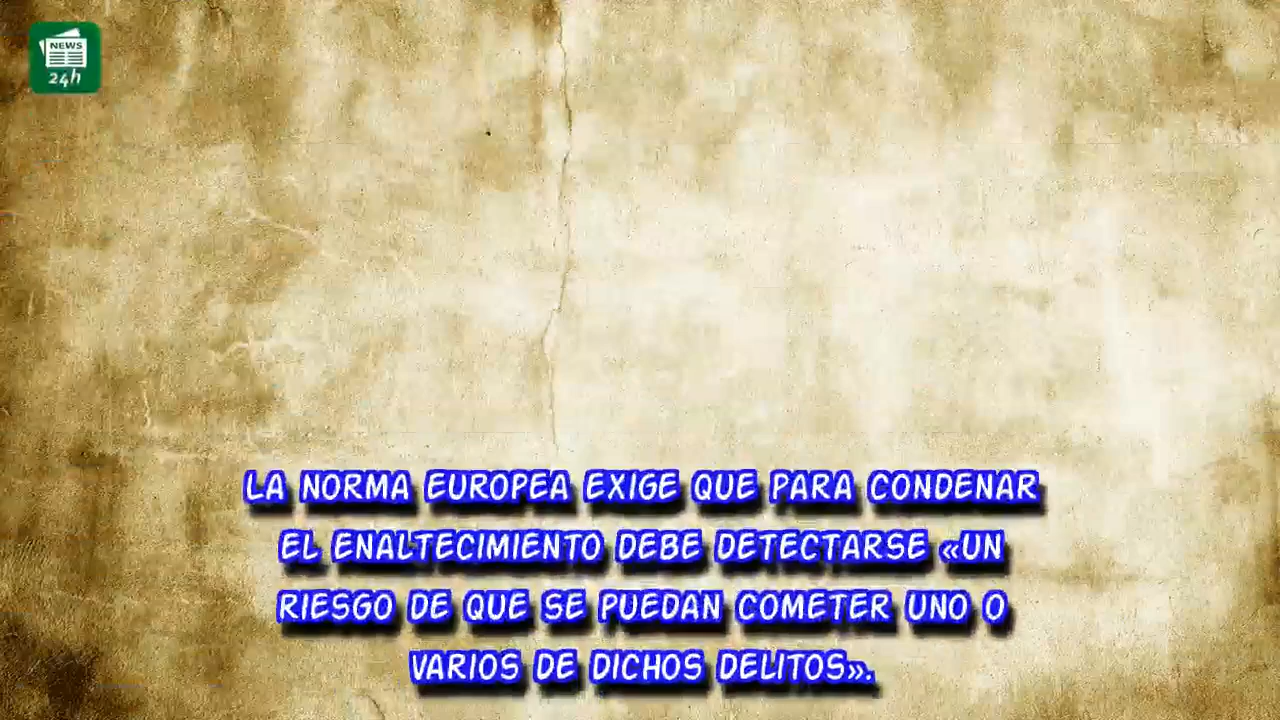 NEWS
24h
LA NORMA EUROPEA EXIGE QUE PARA CONDENAR
EL ENALTECIMIENTO DEBE DETECTARSE «UN
RIESGO DE QUE SE PUEDAN COMETER UNO O
VARIOS DE DICHOS DELITOS».